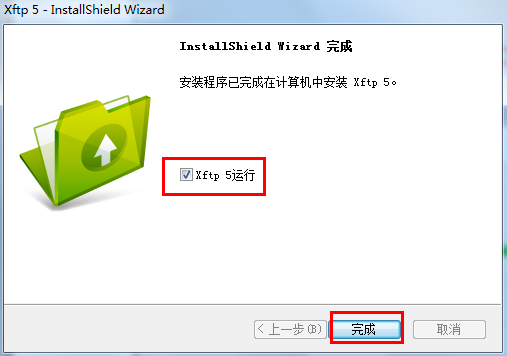 Xftp 5 - InstallShield Wizard
InstallShield Wizard 完成
安装程序已完成在计算机中安装 Xftp 5。
Xftp 5运行
< 上一步(B)
完成
取消